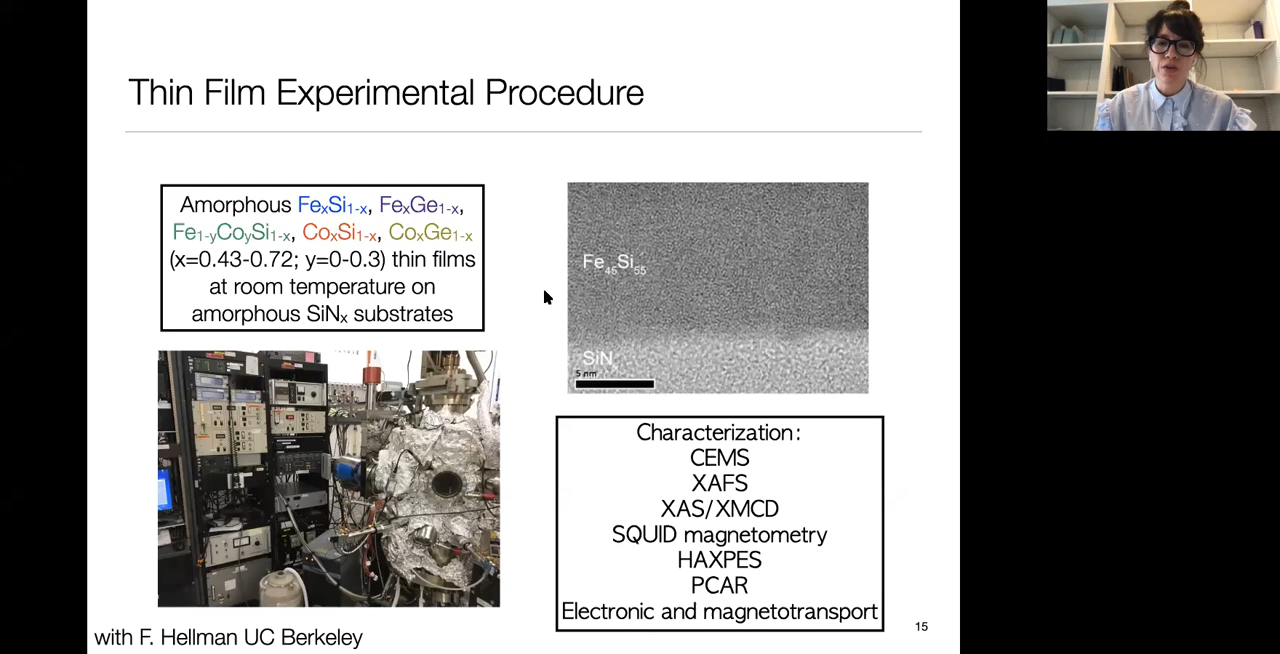 Thin Film Experimental Procedure
Amorphous FeₓSi₁₋ₓ, FeₓGe₁₋ₓ,
Fe₁₋yCoySi₁₋ₓ, CoₓSi₁₋ₓ, CoₓGe₁₋ₓ
(x=0.43-0.72; y=0-0.3) thin films
at room temperature on
amorphous SiNₓ substrates
Fe₄₅Si₅₅
SiN
5 nm
Characterization:
CEMS
XAFS
XAS/XMCD
SQUID magnetometry
HAXPES
PCAR
Electronic and magnetotransport
with F. Hellman UC Berkeley
15